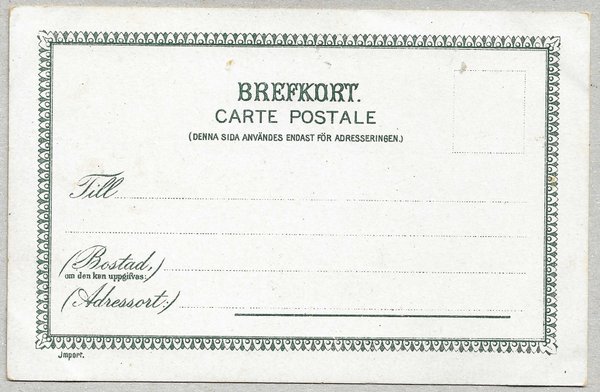 BREFKORT.
CARTE POSTALE
(DENNA SIDA ANVÄNDES ENDAST FÖR ADRESSERINGEN.)
Till
(Bostad,)
om den kan uppgifvas:
(Adressort:)
Import.